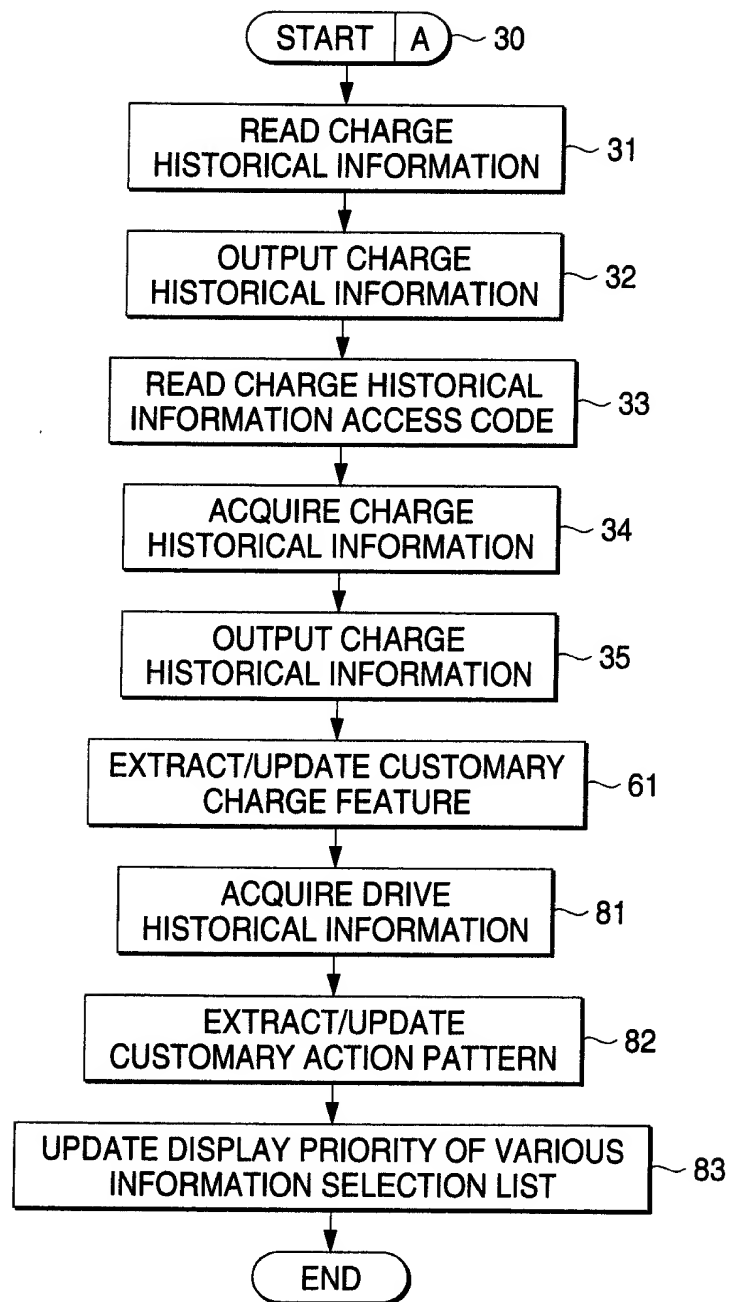 START A 30
READ CHARGE
HISTORICAL INFORMATION
31
OUTPUT CHARGE
HISTORICAL INFORMATION
32
READ CHARGE HISTORICAL
INFORMATION ACCESS CODE
33
ACQUIRE CHARGE
HISTORICAL INFORMATION
34
OUTPUT CHARGE
HISTORICAL INFORMATION
35
EXTRACT/UPDATE CUSTOMARY
CHARGE FEATURE
61
ACQUIRE DRIVE
HISTORICAL INFORMATION
81
EXTRACT/UPDATE
CUSTOMARY ACTION PATTERN
82
UPDATE DISPLAY PRIORITY OF VARIOUS
INFORMATION SELECTION LIST
83
END